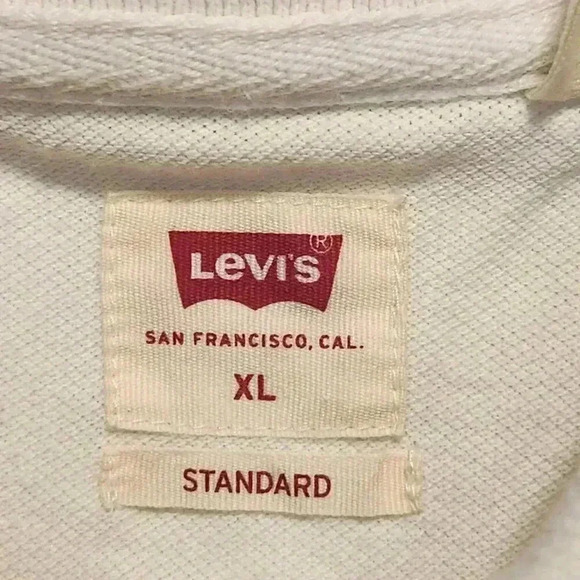 Levi's®
SAN FRANCISCO, CAL.
XL
STANDARD